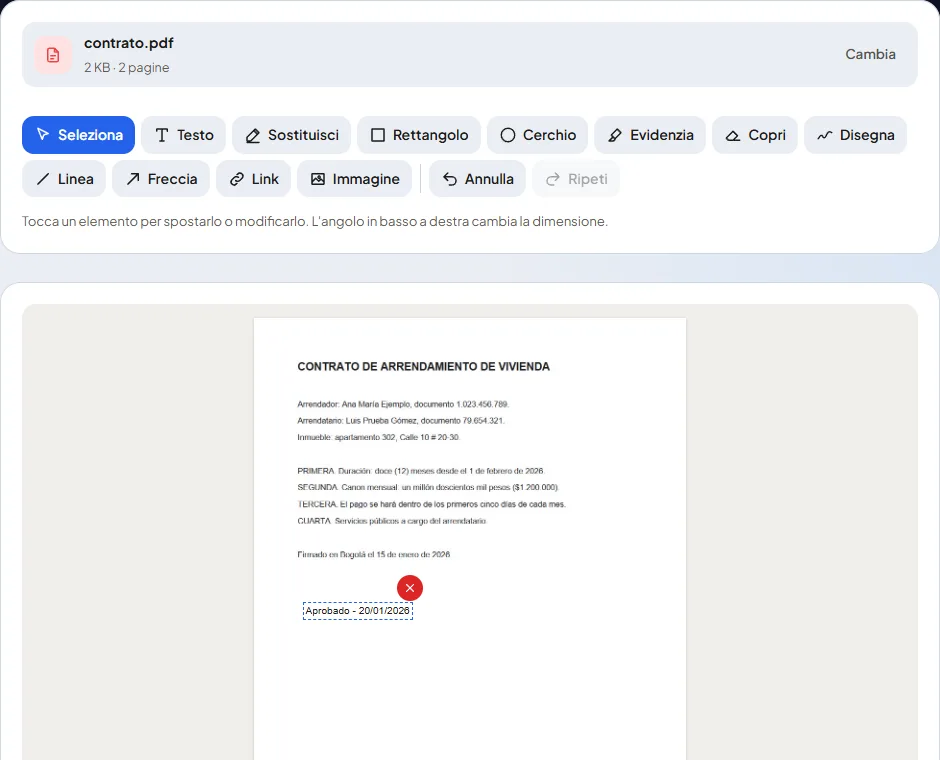 contrato.pdf
2 KB · 2 pagine
Cambia
Seleziona
Testo
Sostituisci
Rettangolo
Cerchio
Evidenzia
Copri
Disegna
Linea
Freccia
Link
Immagine
Annulla
Ripeti
Tocca un elemento per spostarlo o modificarlo. L'angolo in basso a destra cambia la dimensione.
CONTRATO DE ARRENDAMIENTO DE VIVIENDA
Arrendador: Ana María Ejemplo, documento 1.023.456.789.
Arrendatario: Luis Prueba Gómez, documento 79.654.321.
Inmueble: apartamento 302, Calle 10 # 20-30.
PRIMERA. Duración: doce (12) meses desde el 1 de febrero de 2026.
SEGUNDA. Canon mensual: un millón doscientos mil pesos ($1.200.000).
TERCERA. El pago se hará dentro de los primeros cinco días de cada mes.
CUARTA. Servicios públicos a cargo del arrendatario.
Firmado en Bogotá el 15 de enero de 2026.
Aprobado - 20/01/2026